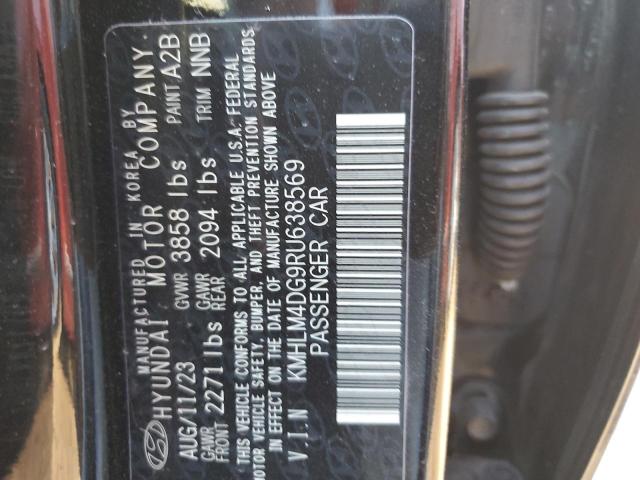 MANUFACTURED IN KOREA BY
HYUNDAI MOTOR COMPANY.
AUG/11/23 GVWR 3858 lbs PAINT A2B
GAWR FRONT 2271 lbs GAWR REAR 2094 lbs TRIM NNB
THIS VEHICLE CONFORMS TO ALL APPLICABLE U.S.A. FEDERAL
MOTOR VEHICLE SAFETY, BUMPER, AND THEFT PREVENTION STANDARDS
IN EFFECT ON THE DATE OF MANUFACTURE SHOWN ABOVE
V.I.N KMHLM4DG9RU638569
PASSENGER CAR